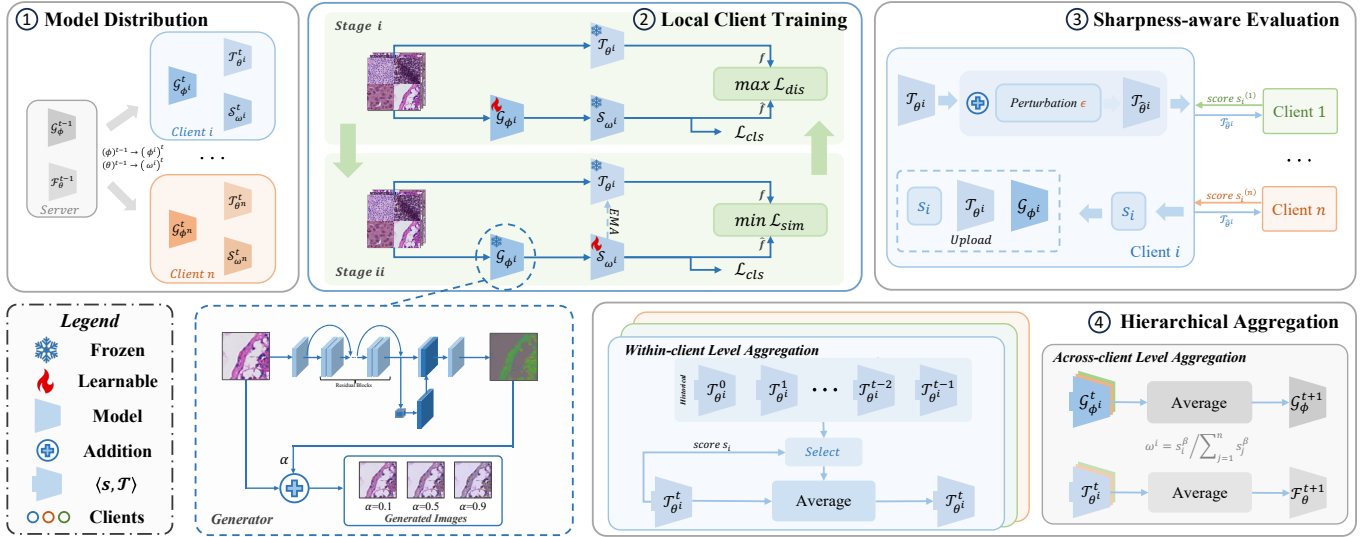 ① Model Distribution
𝒢_ϕ^{t-1}
ℱ_θ^{t-1}
Server
(ϕ)^{t-1} → (ϕ^i)^t
(θ)^{t-1} → (ω^i)^t
𝒢_{ϕ^i}^t
𝒯_{θ^i}^t
𝒮_{ω^i}^t
Client i
...
𝒢_{ϕ^n}^t
𝒯_{θ^n}^t
𝒮_{ω^n}^t
Client n
② Local Client Training
Stage i
𝒯_{θ^i}
f
max ℒ_dis
f̂
𝒢_{ϕ^i}
𝒮_{ω^i}
ℒ_cls
𝒯_{θ^i}
f
EMA
min ℒ_sim
f̂
𝒢_{ϕ^i}
𝒮_{ω^i}
ℒ_cls
Stage ii
③ Sharpness-aware Evaluation
𝒯_{θ^i}
Perturbation ϵ
𝒯_{θ̂^i}
score s_i^{(1)}
𝒯_{θ̂^i}
Client 1
...
score s_i^{(n)}
𝒯_{θ̂^i}
Client n
s_i
𝒯_{θ^i}
𝒢_{ϕ^i}
Upload
s_i
Client i
Legend
Frozen
Learnable
Model
Addition
⟨s, 𝒯⟩
Clients
Residual Blocks
α
α=0.1
α=0.5
α=0.9
Generated Images
Generator
④ Hierarchical Aggregation
Within-client Level Aggregation
Historical
𝒯_{θ^i}^0
𝒯_{θ^i}^1
...
𝒯_{θ^i}^{t-2}
𝒯_{θ^i}^{t-1}
score s_i
Select
𝒯_{θ^i}^t
Average
𝒯_{θ^i}^t
Across-client Level Aggregation
𝒢_{ϕ^i}^t
Average
𝒢_ϕ^{t+1}
ω^i = s_i^β / ∑_{j=1}^n s_j^β
𝒯_{θ^i}^t
Average
ℱ_θ^{t+1}